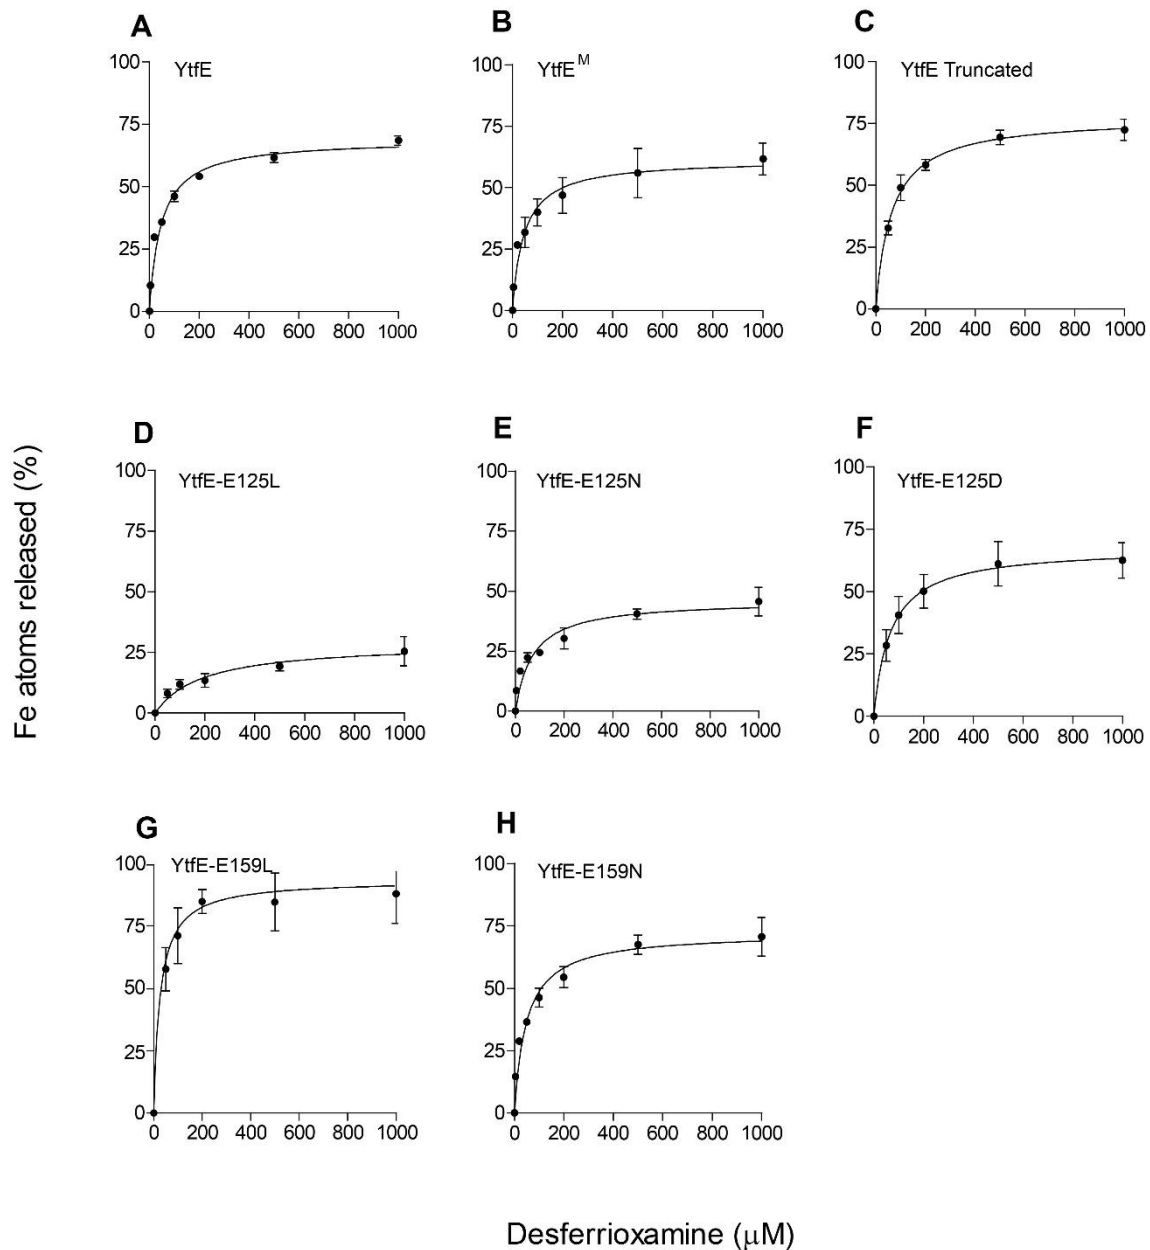 A
YtfE
100
75
50
25
0
0 200 400 600 800 1000
B
YtfE^M
100
75
50
25
0
0 200 400 600 800 1000
C
YtfE Truncated
100
75
50
25
0
0 200 400 600 800 1000
Fe atoms released (%)
D
YtfE-E125L
100
75
50
25
0
0 200 400 600 800 1000
E
YtfE-E125N
100
75
50
25
0
0 200 400 600 800 1000
F
YtfE-E125D
100
75
50
25
0
0 200 400 600 800 1000
G
YtfE-E159L
100
75
50
25
0
0 200 400 600 800 1000
H
YtfE-E159N
100
75
50
25
0
0 200 400 600 800 1000
Desferrioxamine (μM)